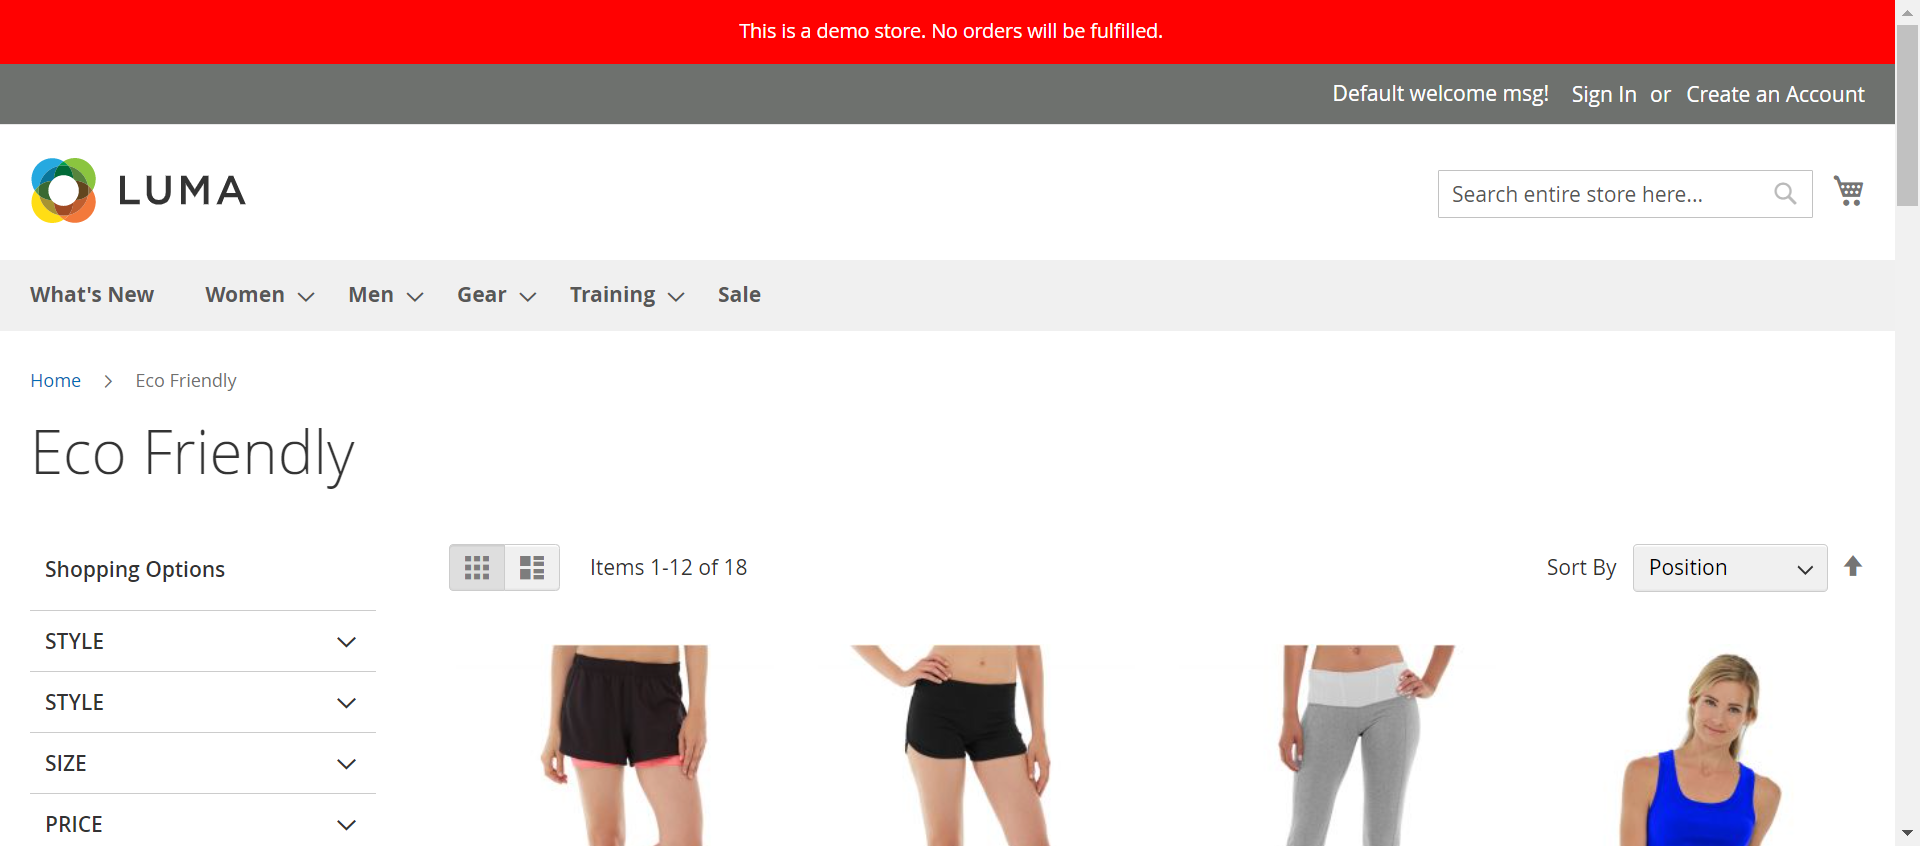 This is a demo store. No orders will be fulfilled.
Default welcome msg! Sign In or Create an Account
LUMA
Search entire store here...
What's New Women Men Gear Training Sale
Home Eco Friendly
Eco Friendly
Shopping Options
Items 1-12 of 18
Sort By Position
STYLE
STYLE
SIZE
PRICE